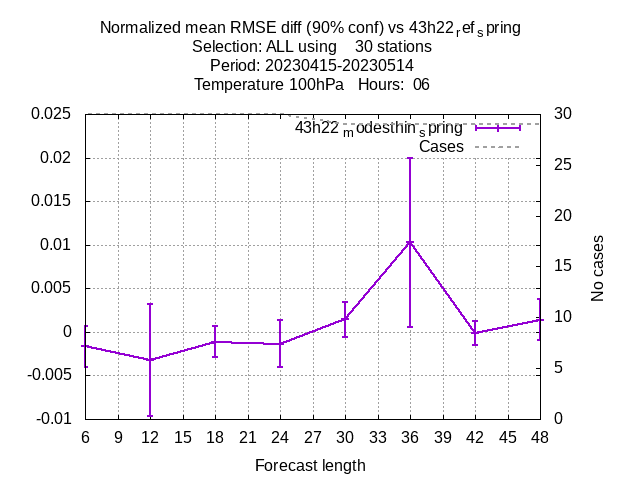 Normalized mean RMSE diff (90% conf) vs 43h22ref spring
Selection: ALL using 30 stations
Period: 20230415-20230514
Temperature 100hPa Hours: 06
0.025
0.02
0.015
0.01
0.005
0
-0.005
-0.01
30
25
20
15
10
5
0
43h22modesthinspring
Cases
No cases
6 9 12 15 18 21 24 27 30 33 36 39 42 45 48
Forecast length